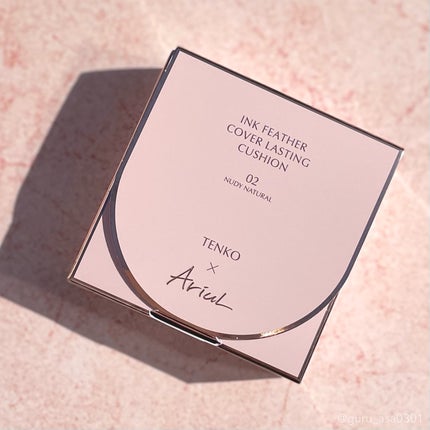 INK FEATHER
COVER LASTING
CUSHION
02
NUDY NATURAL
TENKO
×
Ariul
@guru_asa0301